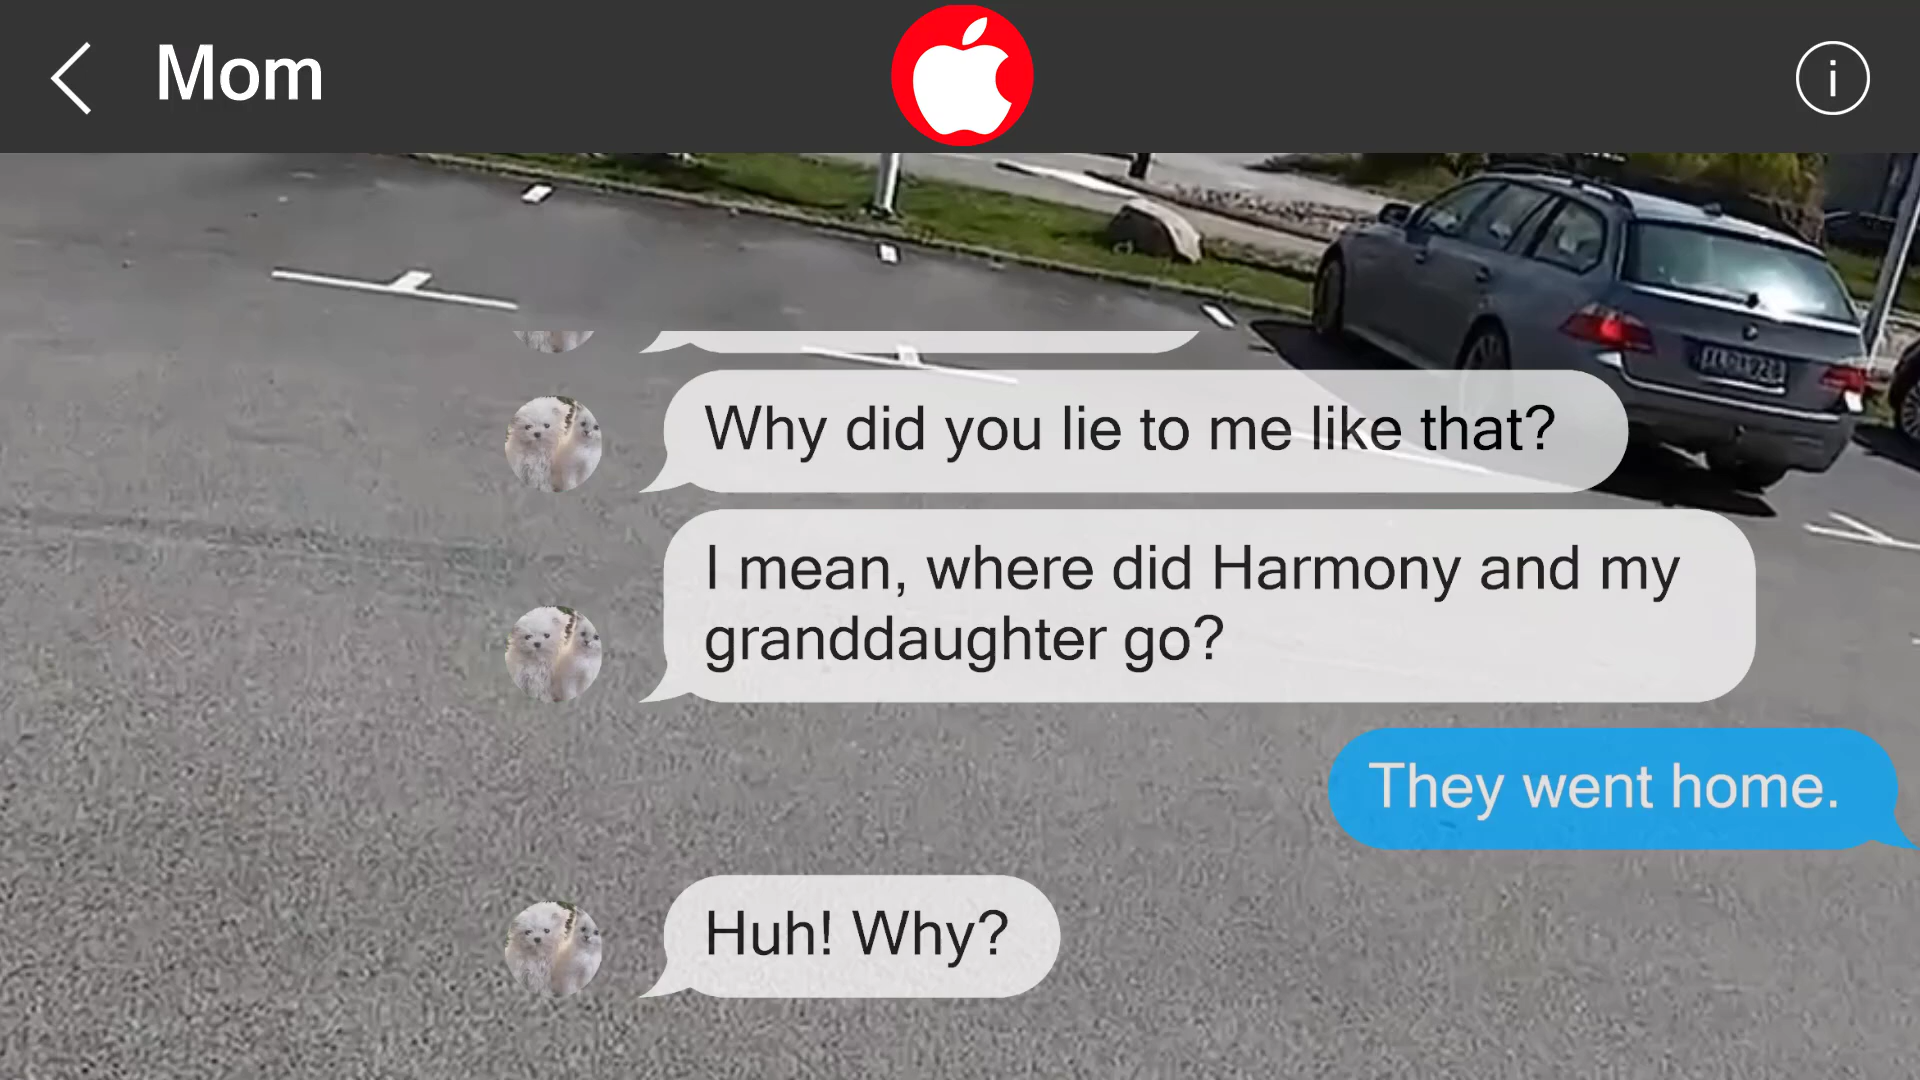 Mom
i
Why did you lie to me like that?
I mean, where did Harmony and my
granddaughter go?
They went home.
Huh! Why?